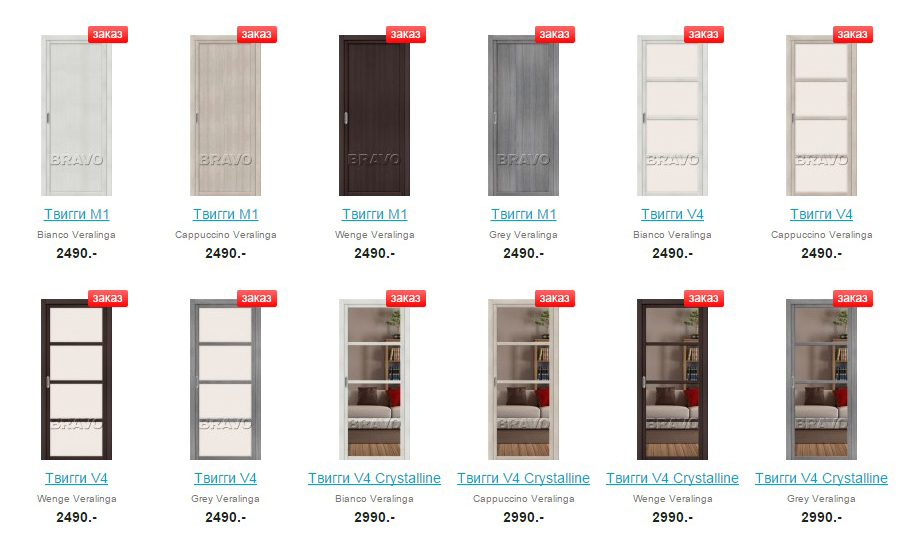 заказ заказ заказ заказ заказ заказ
BRAVO BRAVO BRAVO BRAVO BRAVO BRAVO
Твигги M1 Твигги M1 Твигги M1 Твигги M1 Твигги V4 Твигги V4
Bianco Veralinga Cappuccino Veralinga Wenge Veralinga Grey Veralinga Bianco Veralinga Cappuccino Veralinga
2490.- 2490.- 2490.- 2490.- 2490.- 2490.-
заказ заказ заказ заказ заказ заказ
BRAVO BRAVO BRAVO BRAVO BRAVO BRAVO
Твигги V4 Твигги V4 Твигги V4 Crystalline Твигги V4 Crystalline Твигги V4 Crystalline Твигги V4 Crystalline
Wenge Veralinga Grey Veralinga Bianco Veralinga Cappuccino Veralinga Wenge Veralinga Grey Veralinga
2490.- 2490.- 2990.- 2990.- 2990.- 2990.-